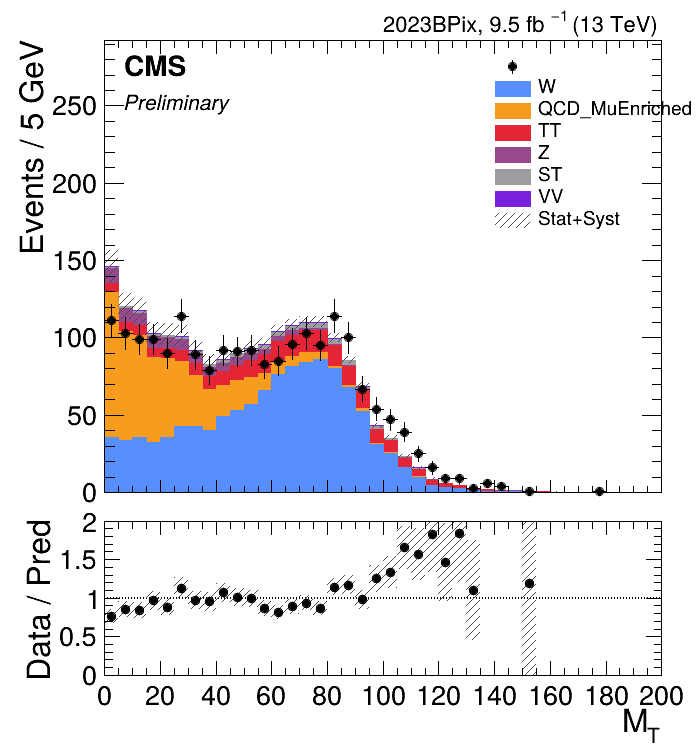 2023BPix, 9.5 fb ⁻¹ (13 TeV)
CMS
Preliminary
W
QCD_MuEnriched
TT
Z
ST
VV
Stat+Syst
Events / 5 GeV
250
200
150
100
50
0
Data / Pred
2
1.5
1
0.5
0
0 20 40 60 80 100 120 140 160 180 200
M_T